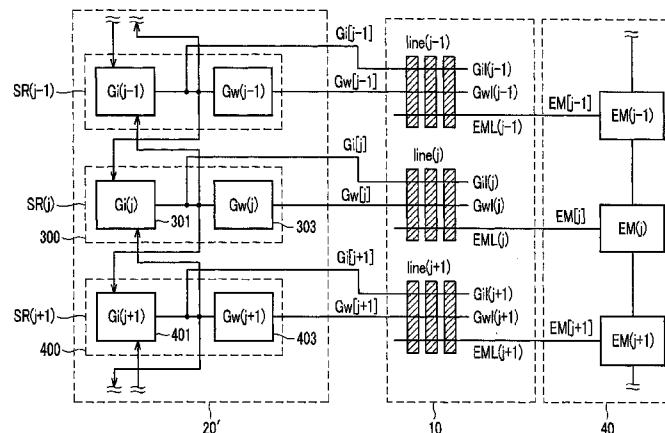 Gi[j-1]
line(j-1)
SR(j-1)
Gi(j-1)
Gw(j-1)
Gw[j-1]
Gil(j-1)
Gwl(j-1)
EML(j-1)
EM[j-1]
EM(j-1)
Gi[j]
line(j)
SR(j)
Gi(j)
Gw(j)
Gw[j]
Gil(j)
Gwl(j)
EML(j)
EM[j]
EM(j)
300
301
303
Gi[j+1]
line(j+1)
SR(j+1)
Gi(j+1)
Gw(j+1)
Gw[j+1]
Gil(j+1)
Gwl(j+1)
EML(j+1)
EM[j+1]
EM(j+1)
400
401
403
20'
10
40